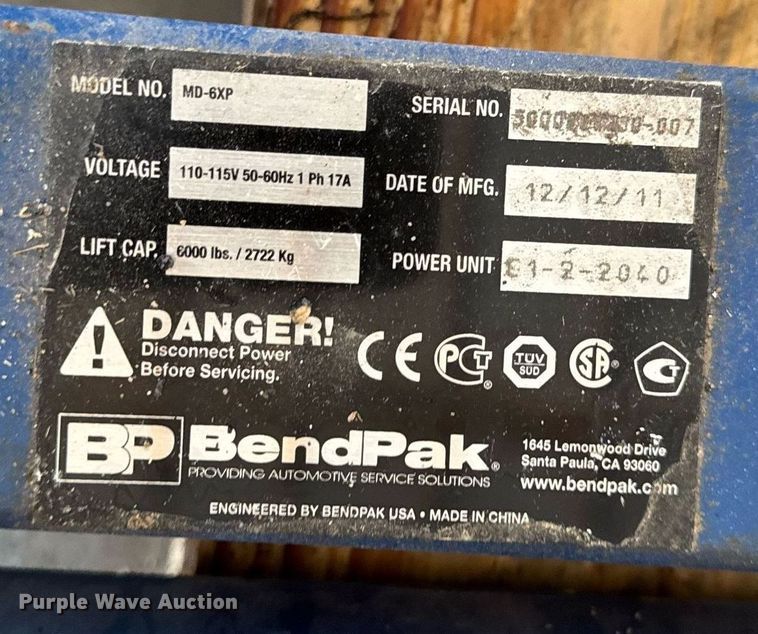 MODEL NO. MD-6XP
SERIAL NO.
VOLTAGE 110-115V 50-60Hz 1 Ph 17A
DATE OF MFG. 12/12/11
LIFT CAP. 6000 lbs. / 2722 Kg
POWER UNIT
DANGER!
Disconnect Power
Before Servicing.
CE PCT TÜV SÜD SA
BP BendPak®
PROVIDING AUTOMOTIVE SERVICE SOLUTIONS
1645 Lemonwood Drive
Santa Paula, CA 93060
www.bendpak.com
ENGINEERED BY BENDPAK USA • MADE IN CHINA
Purple Wave Auction